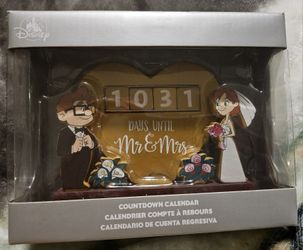 Disney
1031
DAYS UNTIL
Mr & Mrs
COUNTDOWN CALENDAR
CALENDRIER COMPTE À REBOURS
CALENDARIO DE CUENTA REGRESIVA